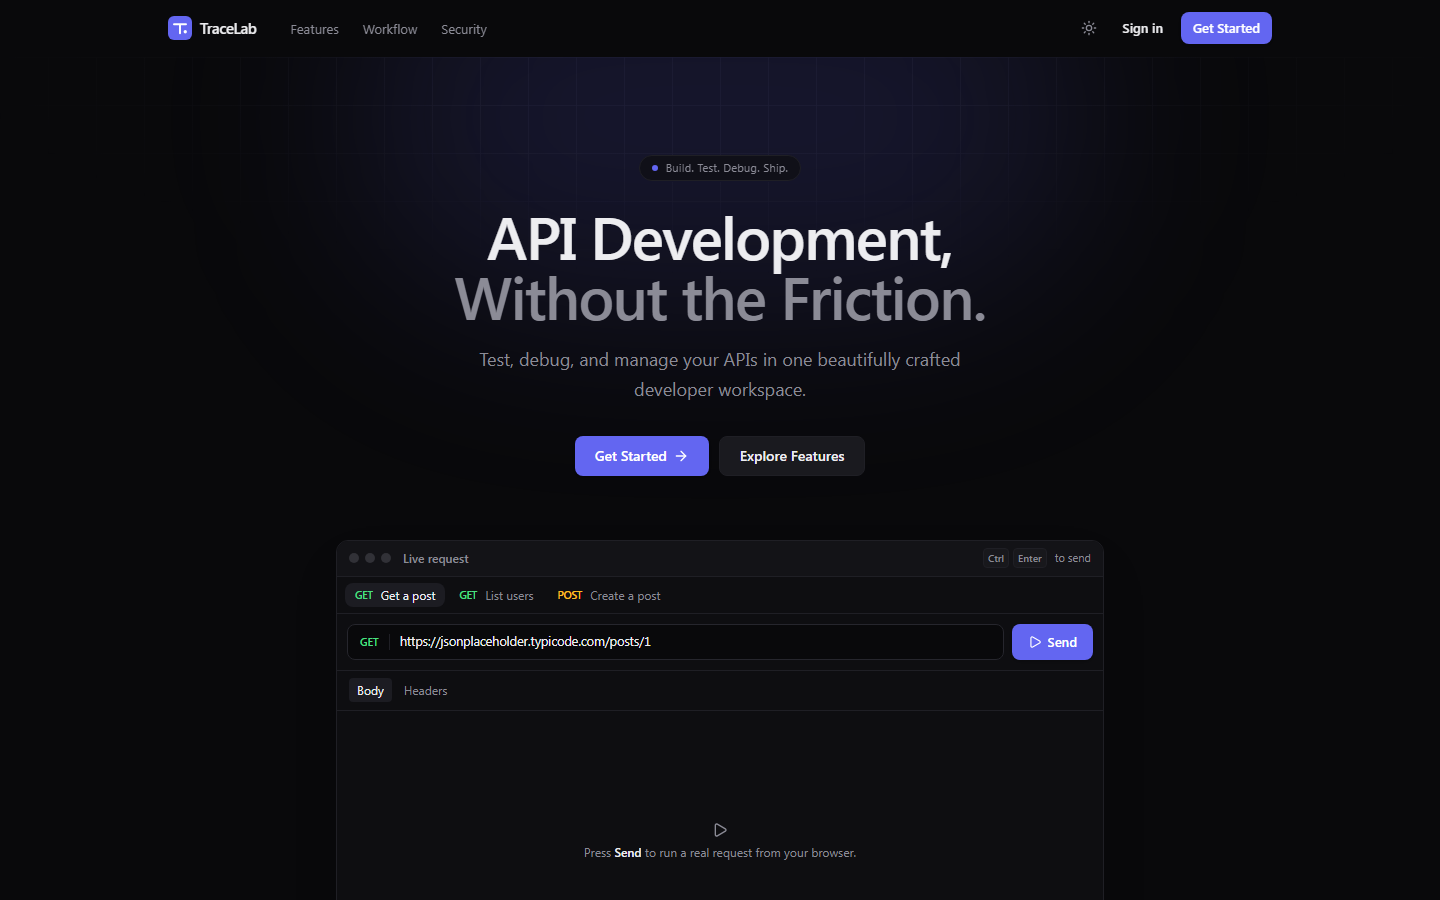 T. TraceLab Features Workflow Security Sign in Get Started
Build. Test. Debug. Ship.
API Development,
Without the Friction.
Test, debug, and manage your APIs in one beautifully crafted
developer workspace.
Get Started → Explore Features
Live request Ctrl Enter to send
GET Get a post GET List users POST Create a post
GET https://jsonplaceholder.typicode.com/posts/1 Send
Body Headers
Press Send to run a real request from your browser.